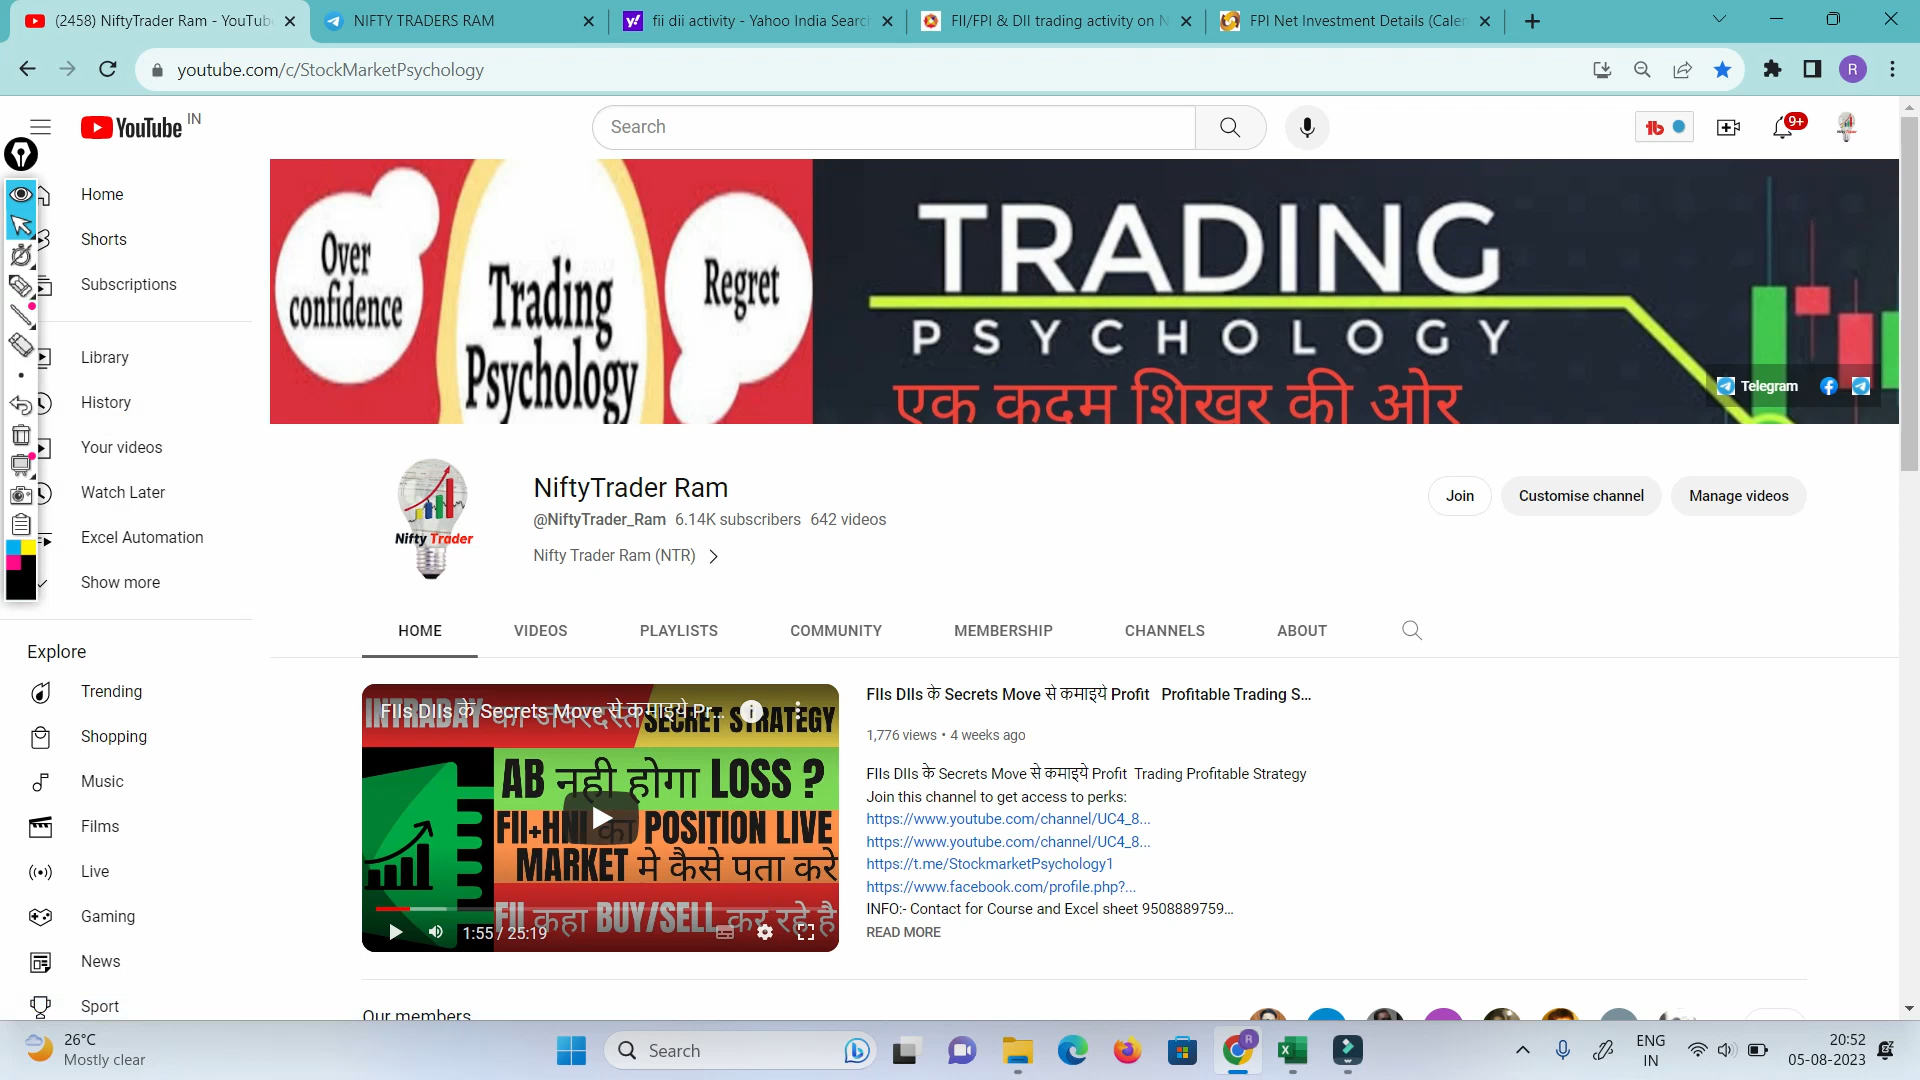 (2458) NiftyTrader Ram - YouTub
NIFTY TRADERS RAM
fii dii activity - Yahoo India Search
FII/FPI & DII trading activity on N
FPI Net Investment Details (Calen
youtube.com/c/StockMarketPsychology
R
YouTube IN
Search
9+
Home
Shorts
Subscriptions
Library
History
Your videos
Watch Later
Excel Automation
Show more
Explore
Trending
Shopping
Music
Films
Live
Gaming
News
Sport
Over
confidence
Trading
Psychology
Regret
TRADING
PSYCHOLOGY
एक कदम शिखर की ओर
Telegram
Nifty Trader
NiftyTrader Ram
@NiftyTrader_Ram 6.14K subscribers 642 videos
Nifty Trader Ram (NTR)
Join
Customise channel
Manage videos
HOME
VIDEOS
PLAYLISTS
COMMUNITY
MEMBERSHIP
CHANNELS
ABOUT
FIIs DIIs के Secrets Move से कमाइये Pr...
INTRADAY का जबरदस्त SECRET STRATEGY
AB नही होगा LOSS ?
FII+HNI का POSITION LIVE
MARKET मे कैसे पता करे
FII कहा BUY/SELL कर रहे है
1:55 / 25:19
FIIs DIIs के Secrets Move से कमाइये Profit Profitable Trading S...
1,776 views • 4 weeks ago
FIIs DIIs के Secrets Move से कमाइये Profit Trading Profitable Strategy
Join this channel to get access to perks:
https://www.youtube.com/channel/UC4_8...
https://www.youtube.com/channel/UC4_8...
https://t.me/StockmarketPsychology1
https://www.facebook.com/profile.php?...
INFO:- Contact for Course and Excel sheet 9508889759...
READ MORE
Our members
26°C
Mostly clear
Search
R
ENG
IN
20:52
05-08-2023